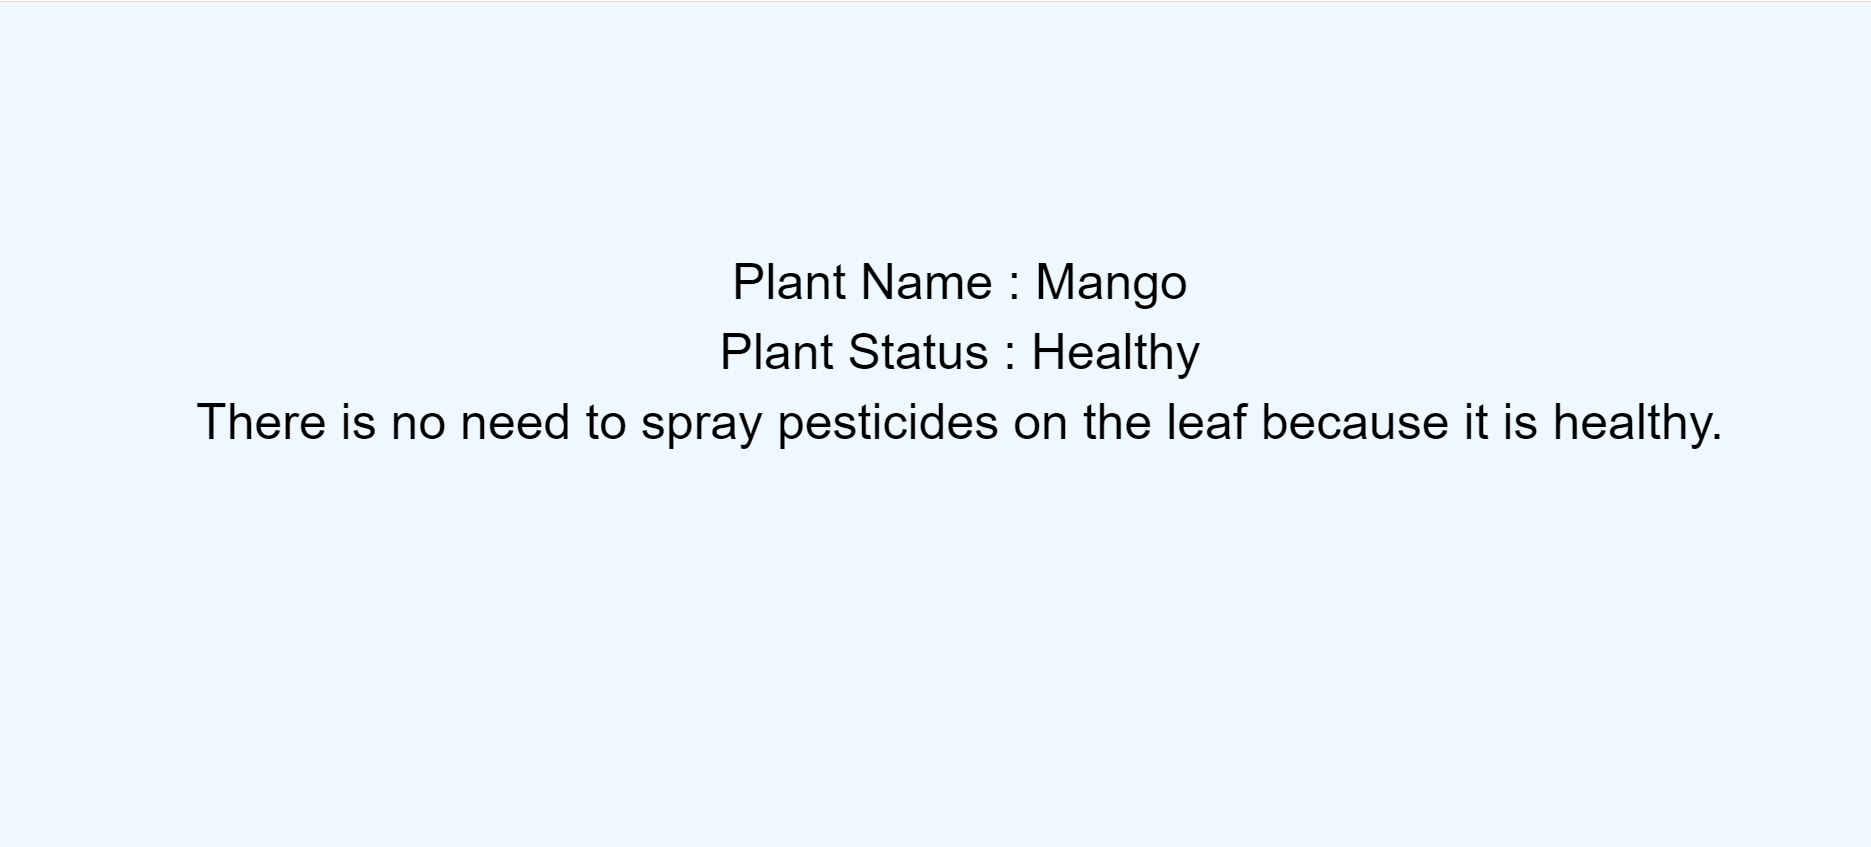 Plant Name : Mango
Plant Status : Healthy
There is no need to spray pesticides on the leaf because it is healthy.